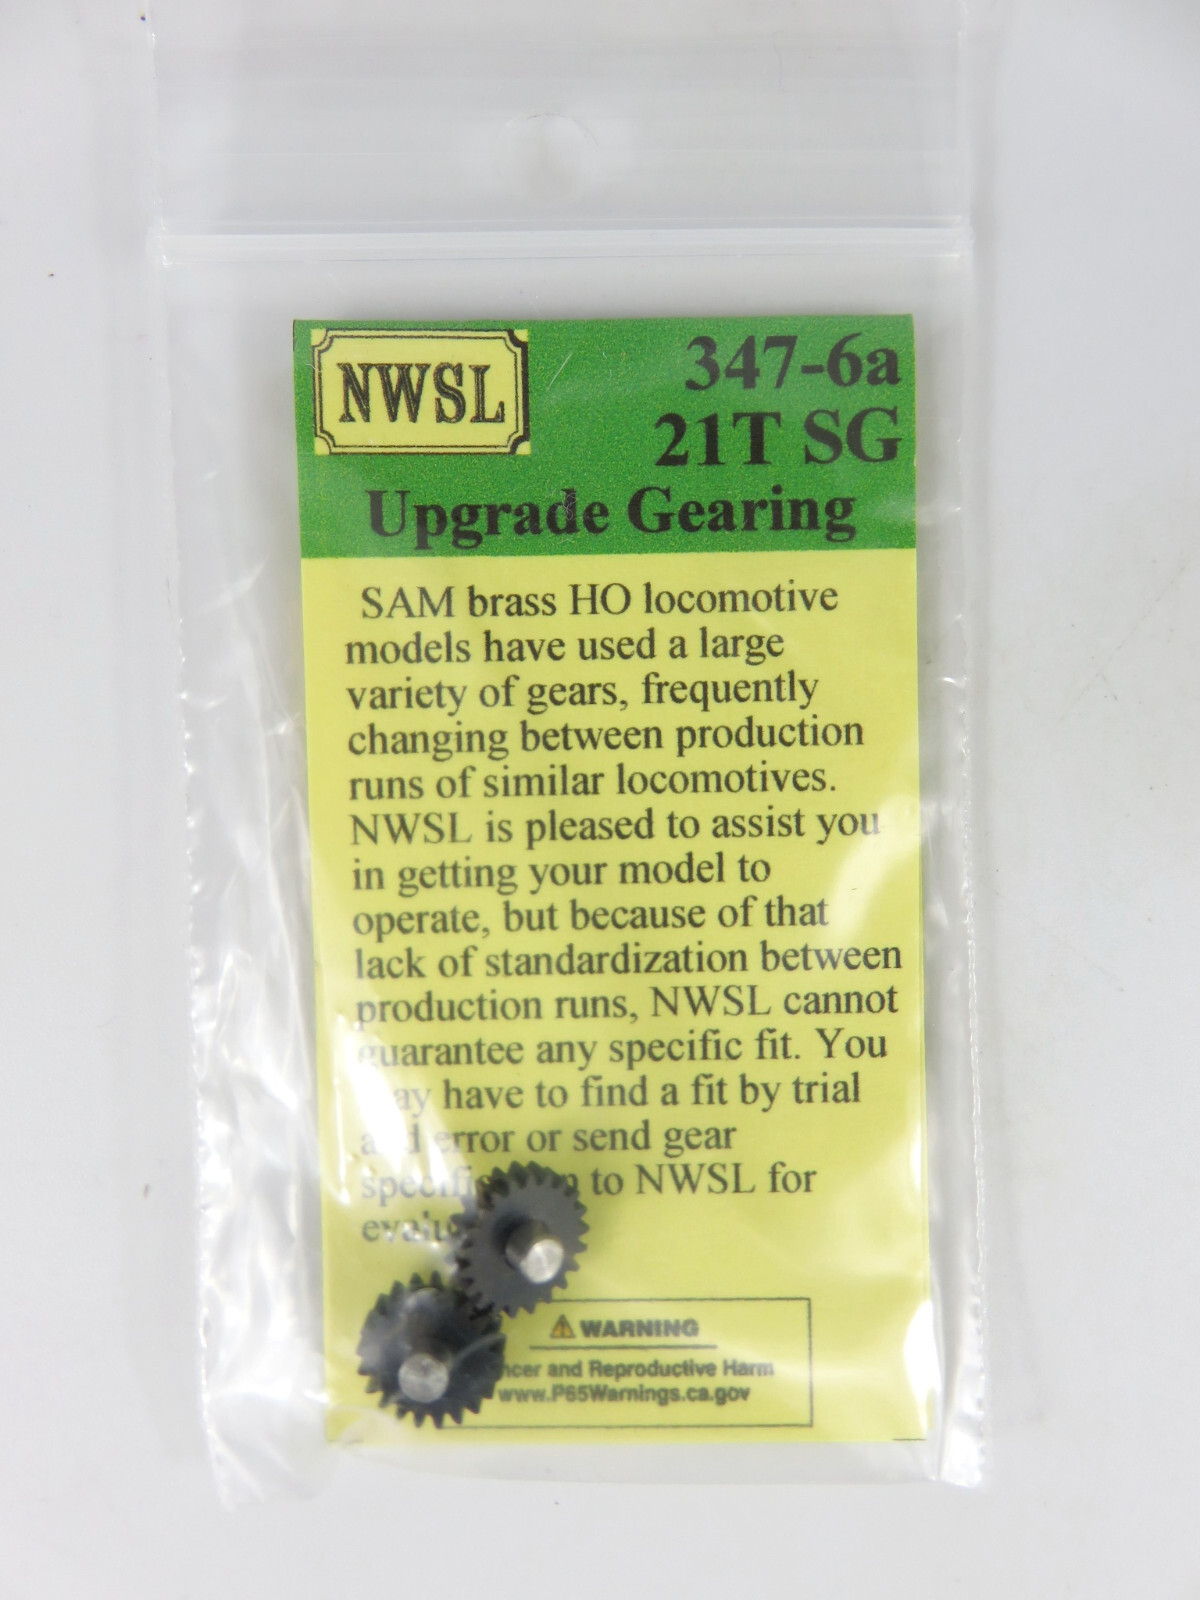 NWSL
347-6a
21T SG
Upgrade Gearing
SAM brass HO locomotive
models have used a large
variety of gears, frequently
changing between production
runs of similar locomotives.
NWSL is pleased to assist you
in getting your model to
operate, but because of that
lack of standardization between
production runs, NWSL cannot
guarantee any specific fit. You
may have to find a fit by trial
and error or send gear
to NWSL for
WARNING
and Reproductive Harm
www.P65Warnings.ca.gov